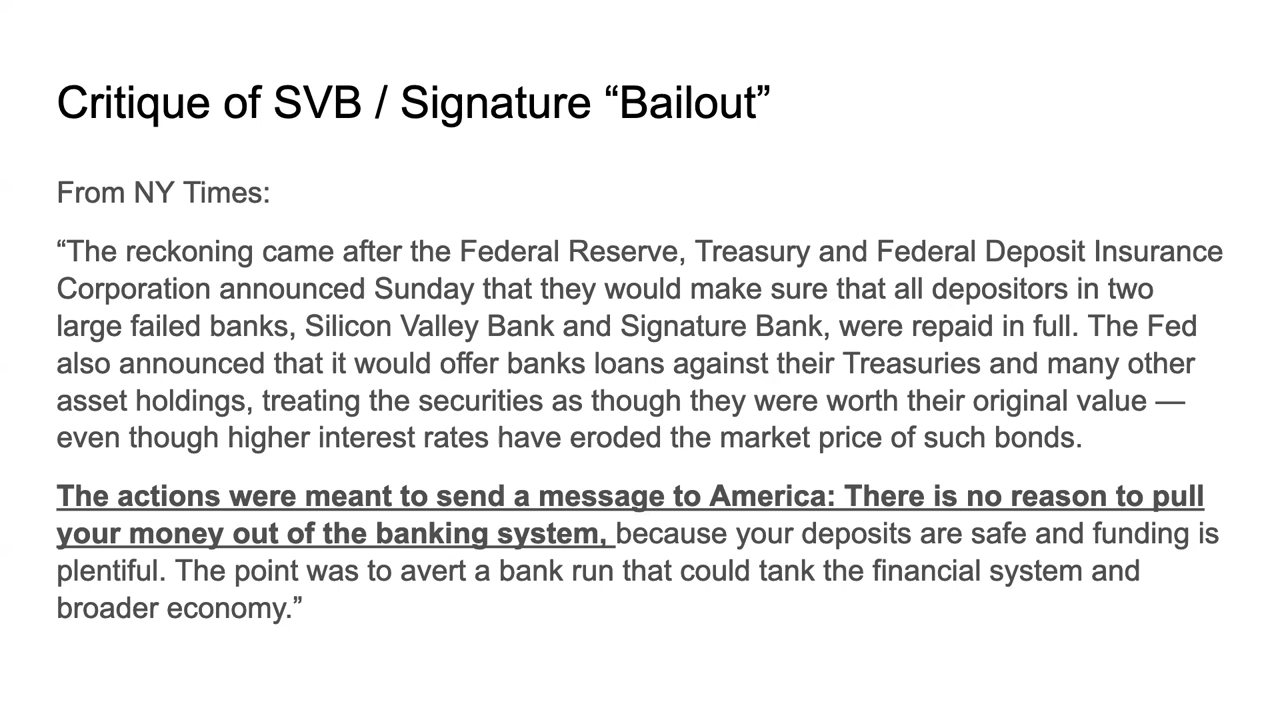 Critique of SVB / Signature “Bailout”
From NY Times:
“The reckoning came after the Federal Reserve, Treasury and Federal Deposit Insurance
Corporation announced Sunday that they would make sure that all depositors in two
large failed banks, Silicon Valley Bank and Signature Bank, were repaid in full. The Fed
also announced that it would offer banks loans against their Treasuries and many other
asset holdings, treating the securities as though they were worth their original value —
even though higher interest rates have eroded the market price of such bonds.
The actions were meant to send a message to America: There is no reason to pull
your money out of the banking system, because your deposits are safe and funding is
plentiful. The point was to avert a bank run that could tank the financial system and
broader economy.”